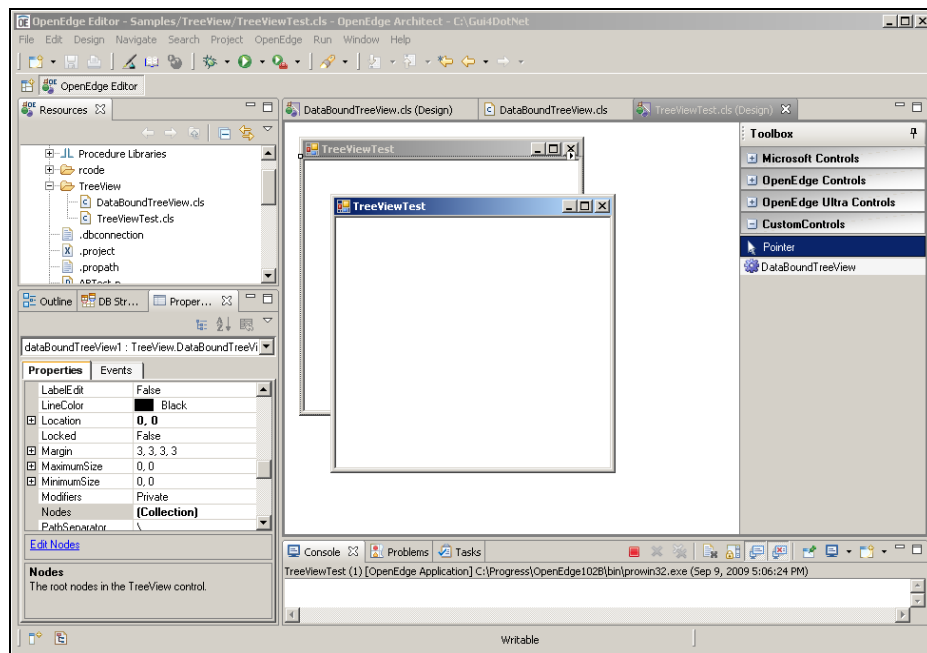 OpenEdge Editor - Samples/TreeView/TreeViewTest.cls - OpenEdge Architect - C:\Gui4DotNet
File Edit Design Navigate Search Project OpenEdge Run Window Help
OpenEdge Editor
Resources
Procedure Libraries
rcode
TreeView
DataBoundTreeView.cls
TreeViewTest.cls
.dbconnection
.project
.propath
ABTest.p
DataBoundTreeView.cls (Design)
DataBoundTreeView.cls
TreeViewTest.cls (Design)
TreeViewTest
TreeViewTest
Toolbox
Microsoft Controls
OpenEdge Controls
OpenEdge Ultra Controls
CustomControls
Pointer
DataBoundTreeView
Outline
DB Str...
Proper...
dataBoundTreeView1 : TreeView.DataBoundTreeVi
Properties Events
LabelEdit False
LineColor Black
Location 0, 0
Locked False
Margin 3, 3, 3, 3
MaximumSize 0, 0
MinimumSize 0, 0
Modifiers Private
Nodes (Collection)
PathSeparator \
Edit Nodes
Nodes
The root nodes in the TreeView control.
Console Problems Tasks
TreeViewTest (1) [OpenEdge Application] C:\Progress\OpenEdge102B\bin\prowin32.exe (Sep 9, 2009 5:06:24 PM)
Writable